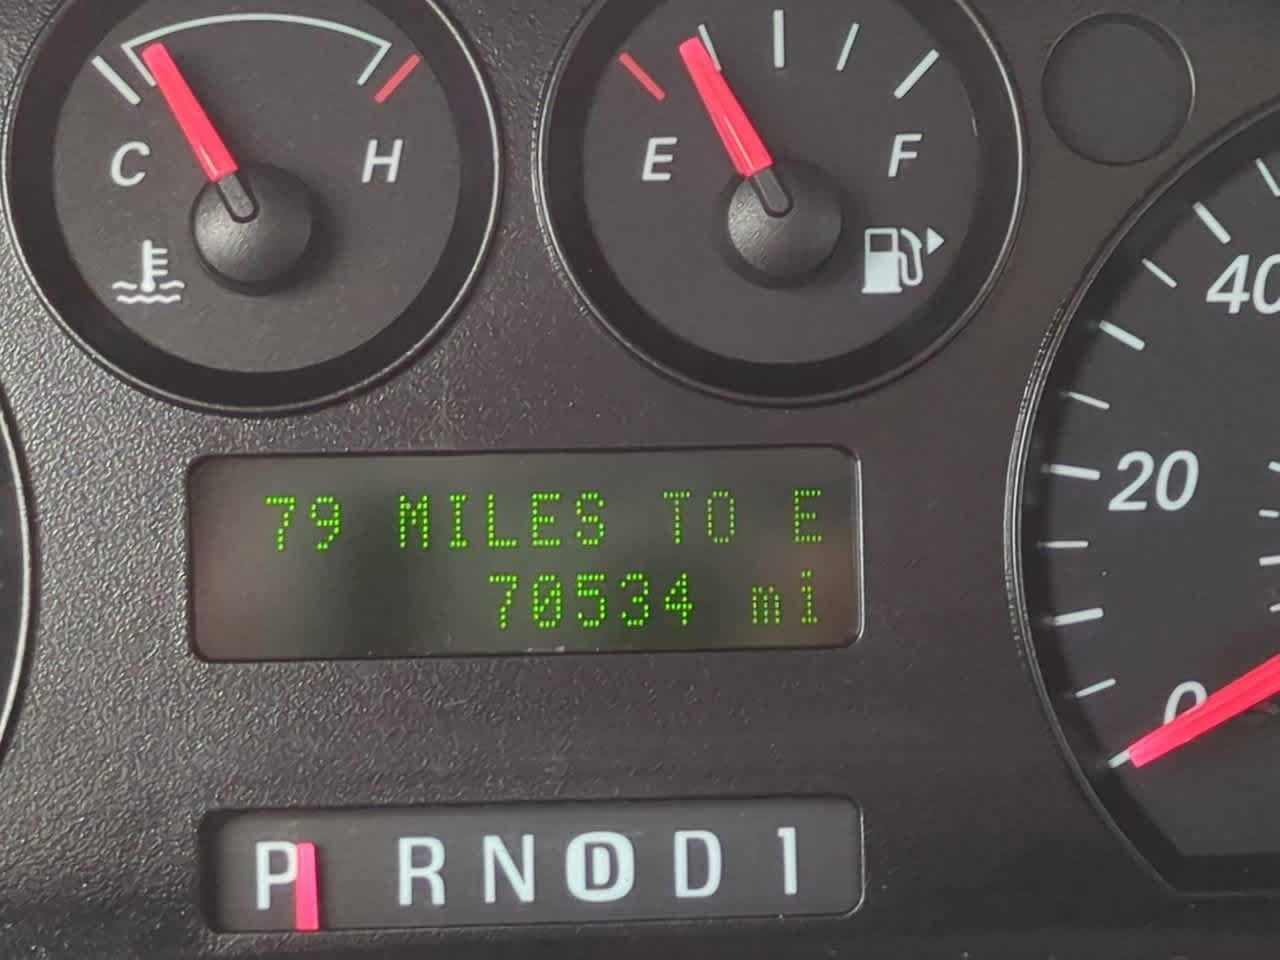 C H
E F
40
20
0
79 MILES TO E
70534 mi
P R N D D 1